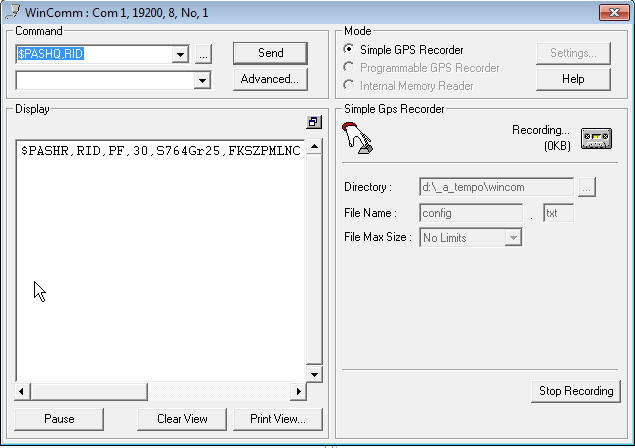 WinComm : Com 1, 19200, 8, No, 1
Command
$PASHQ,RID
...
Send
Advanced...
Mode
Simple GPS Recorder
Programmable GPS Recorder
Internal Memory Reader
Settings...
Help
Display
$PASHR,RID,PF,30,S764Gr25,FKSZPMLNC
Pause
Clear View
Print View...
Simple Gps Recorder
Recording...
(0KB)
Directory : d:\_a_tempo\wincom ...
File Name : config . txt
File Max Size : No Limits
Stop Recording